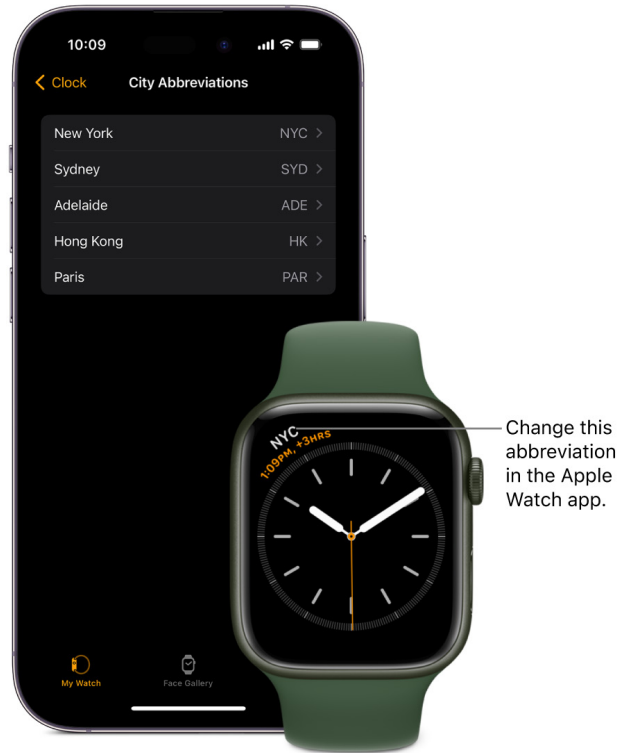 10:09
Clock City Abbreviations
New York NYC
Sydney SYD
Adelaide ADE
Hong Kong HK
Paris PAR
NYC
1:09PM, +3HRS
Change this
abbreviation
in the Apple
Watch app.
My Watch Face Gallery